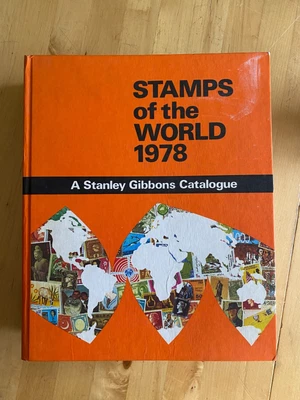 STAMPS
of the
WORLD
1978
A Stanley Gibbons Catalogue